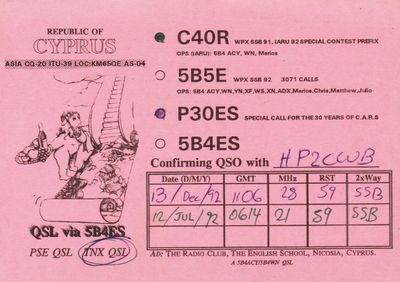 REPUBLIC OF
CYPRUS
ASIA CQ-20 ITU-39 LOC:KM65QE AS-04
C40R WPX SSB 91, IARU 92 SPECIAL CONTEST PREFIX
OPS (IARU): 5B4 ACY, WN, Marios
5B5E WPX SSB 92 3071 CALLS
OPS: 5B4 ACY,WN,YN,XF,WS,XN,ADX,Marios,Chris,Matthew,Julio
P30ES SPECIAL CALL FOR THE 30 YEARS OF C.A.R.S
5B4ES
Confirming QSO with HP2CWB
Date (D/M/Y) GMT MHz RST 2xWay
13/Dec/92 1106 28 59 SSB
12/JUL/92 0614 21 59 SSB
QSL via 5B4ES
PSE QSL TNX QSL
AD: THE RADIO CLUB, THE ENGLISH SCHOOL, NICOSIA, CYPRUS.
A 5B4ACY/5B4WN QSL